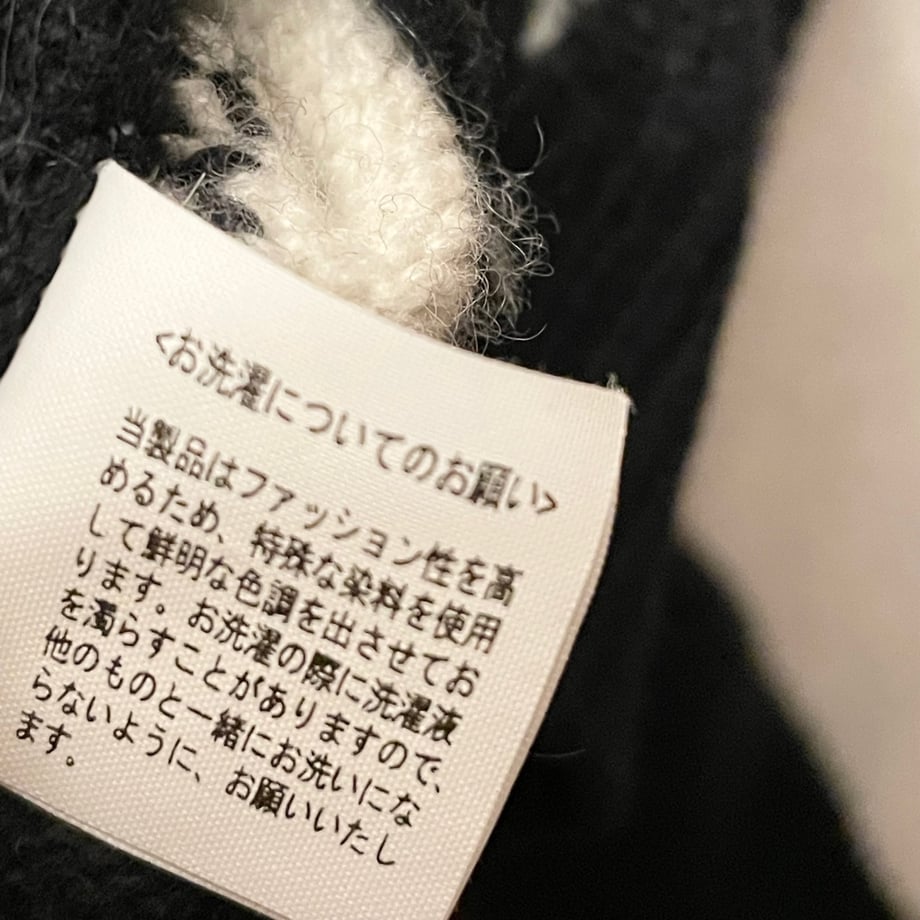 <お洗濯についてのお願い>
当製品はファッション性を高
めるため、特殊な染料を使用
して鮮明な色調を出させてお
ります。お洗濯の際に洗濯液
を濁らすことがありますので、
他のものと一緒にお洗いにな
らないように、お願いいたし
ます。